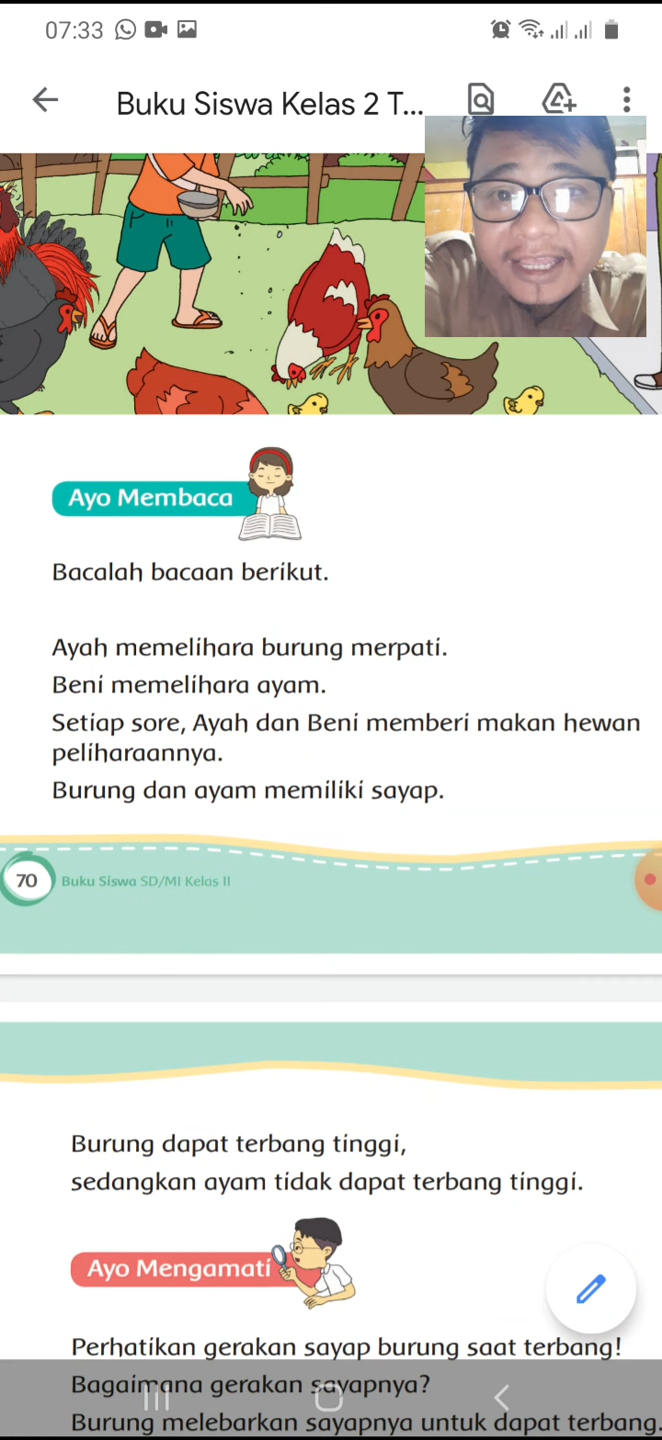 07:33
Buku Siswa Kelas 2 T...
Ayo Membaca
Bacalah bacaan berikut.
Ayah memelihara burung merpati.
Beni memelihara ayam.
Setiap sore, Ayah dan Beni memberi makan hewan
peliharaannya.
Burung dan ayam memiliki sayap.
70 Buku Siswa SD/MI Kelas II
Burung dapat terbang tinggi,
sedangkan ayam tidak dapat terbang tinggi.
Ayo Mengamati
Perhatikan gerakan sayap burung saat terbang!
Bagaimana gerakan sayapnya?
Burung melebarkan sayapnya untuk dapat terbang.